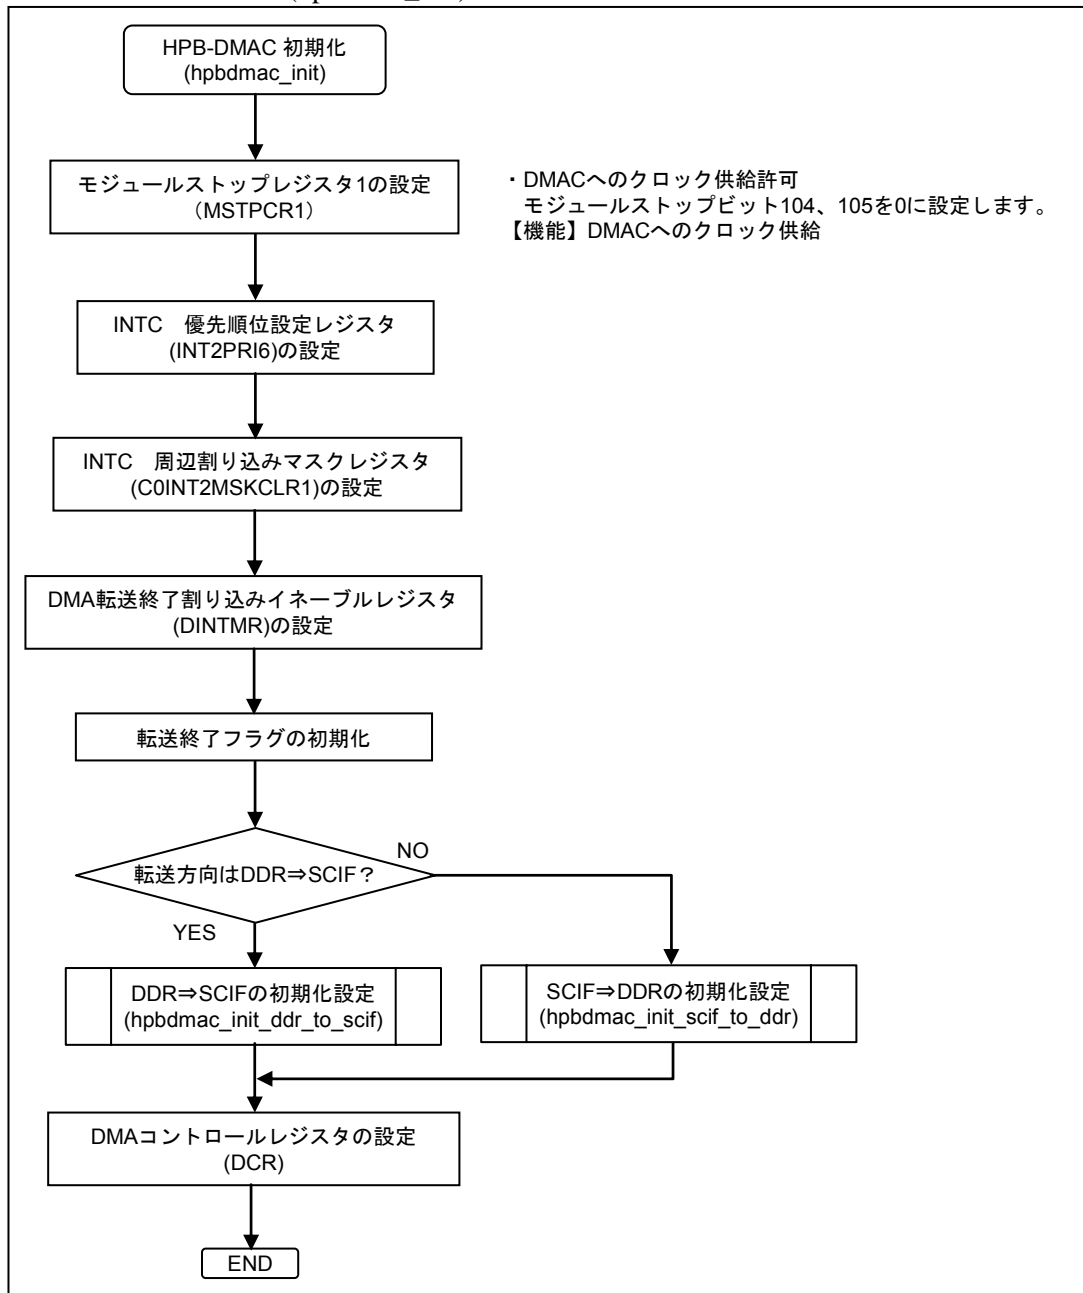 HPB-DMAC 初期化
(hpbdmac_init)
モジュールストップレジスタ1の設定
（MSTPCR1）
・DMACへのクロック供給許可
モジュールストップビット104、105を0に設定します。
【機能】DMACへのクロック供給
INTC　優先順位設定レジスタ
(INT2PRI6)の設定
INTC　周辺割り込みマスクレジスタ
(C0INT2MSKCLR1)の設定
DMA転送終了割り込みイネーブルレジスタ
(DINTMR)の設定
転送終了フラグの初期化
転送方向はDDR⇒SCIF？
NO
YES
DDR⇒SCIFの初期化設定
(hpbdmac_init_ddr_to_scif)
SCIF⇒DDRの初期化設定
(hpbdmac_init_scif_to_ddr)
DMAコントロールレジスタの設定
(DCR)
END